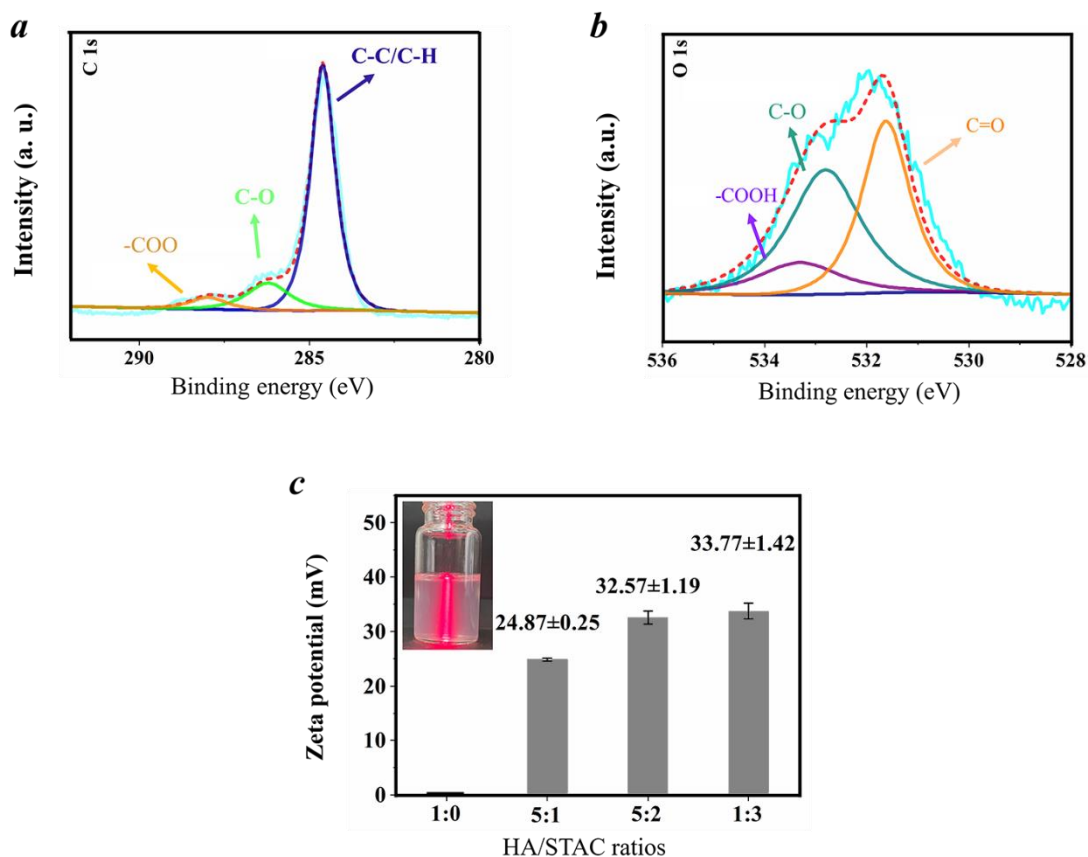 a
C 1s
C-C/C-H
C-O
-COO
Intensity (a. u.)
290
285
280
Binding energy (eV)
b
O 1s
C-O
C=O
-COOH
Intensity (a.u.)
536
534
532
530
528
Binding energy (eV)
c
50
40
30
20
10
0
Zeta potential (mV)
24.87±0.25
32.57±1.19
33.77±1.42
1:0
5:1
5:2
1:3
HA/STAC ratios